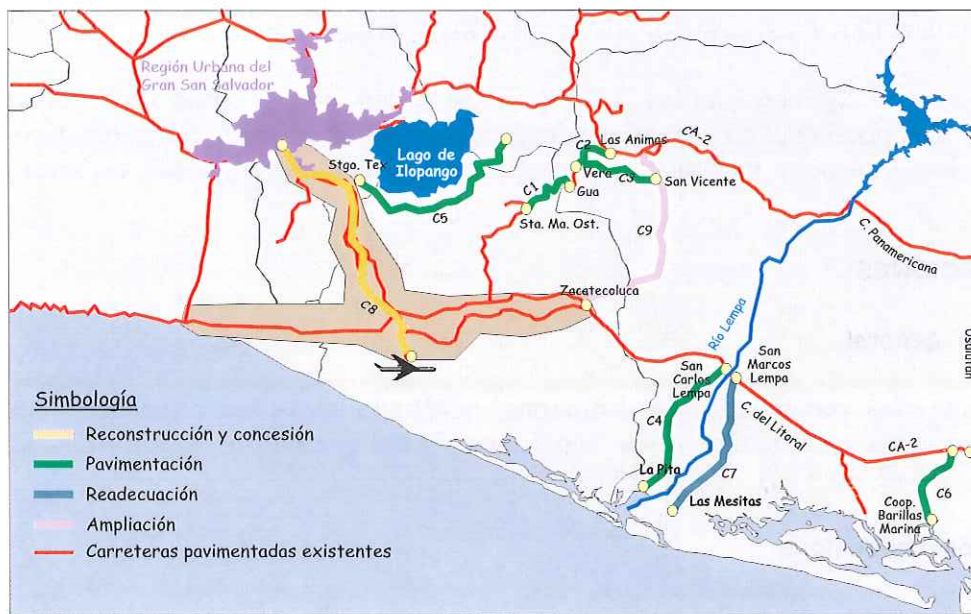 Región Urbana del
Gran San Salvador
Lago de
Ilopango
Stgo. Tex
C5
C1
Sta. Ma. Ost.
C2
Las Animas
CA-2
Vera
C3
Gua
San Vicente
C9
C. Panamericana
Zacatecoluca
C8
Río Lempa
San
Carlos
Lempa
San
Marcos
Lempa
C. del Litoral
C4
C7
La Pita
Las Mesitas
CA-2
C6
Coop.
Barillas
Marina
Usulután
Simbología
Reconstrucción y concesión
Pavimentación
Readecuación
Ampliación
Carreteras pavimentadas existentes